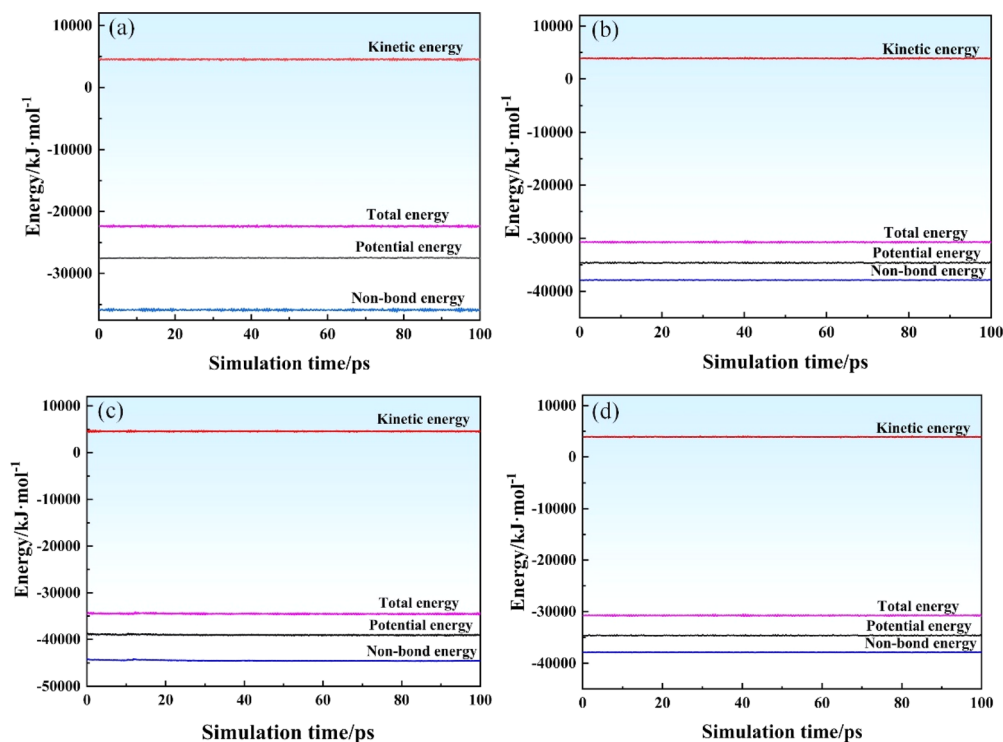 (a)
Energy/kJ·mol⁻¹
10000
0
-10000
-20000
-30000
Kinetic energy
Total energy
Potential energy
Non-bond energy
0 20 40 60 80 100
Simulation time/ps
(b)
Energy/kJ·mol⁻¹
10000
0
-10000
-20000
-30000
-40000
Kinetic energy
Total energy
Potential energy
Non-bond energy
0 20 40 60 80 100
Simulation time/ps
(c)
Energy/kJ·mol⁻¹
10000
0
-10000
-20000
-30000
-40000
-50000
Kinetic energy
Total energy
Potential energy
Non-bond energy
0 20 40 60 80 100
Simulation time/ps
(d)
Energy/kJ·mol⁻¹
10000
0
-10000
-20000
-30000
-40000
Kinetic energy
Total energy
Potential energy
Non-bond energy
0 20 40 60 80 100
Simulation time/ps